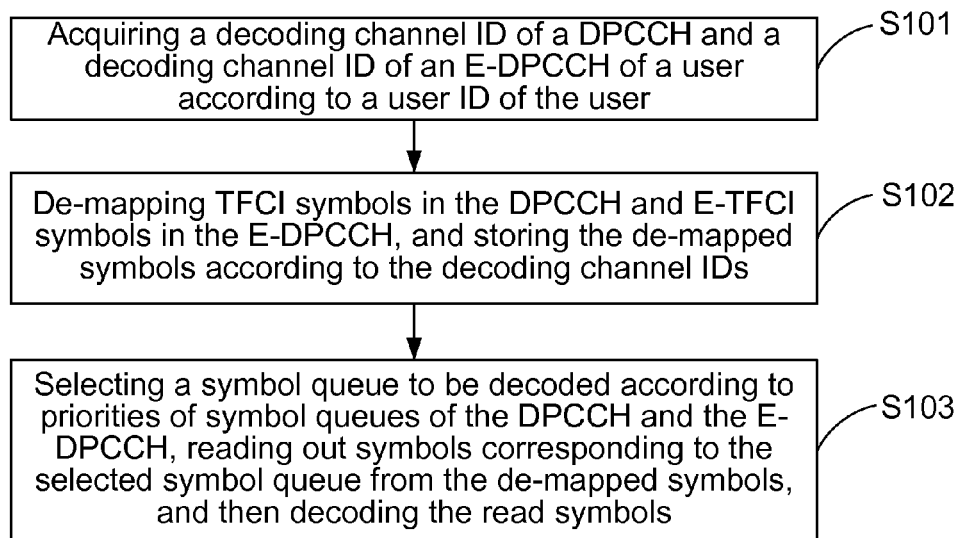 Acquiring a decoding channel ID of a DPCCH and a
decoding channel ID of an E-DPCCH of a user
according to a user ID of the user
S101
De-mapping TFCI symbols in the DPCCH and E-TFCI
symbols in the E-DPCCH, and storing the de-mapped
symbols according to the decoding channel IDs
S102
Selecting a symbol queue to be decoded according to
priorities of symbol queues of the DPCCH and the E-
DPCCH, reading out symbols corresponding to the
selected symbol queue from the de-mapped symbols,
and then decoding the read symbols
S103